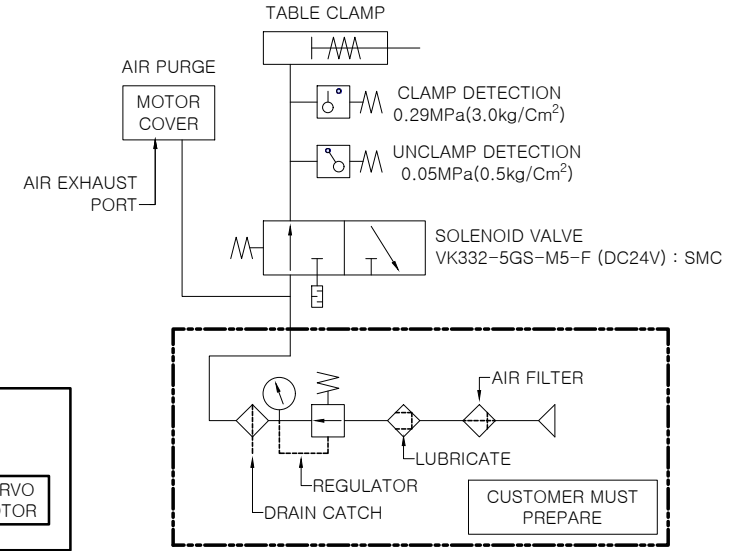 TABLE CLAMP
AIR PURGE
MOTOR
COVER
CLAMP DETECTION
0.29MPa(3.0kg/Cm²)
UNCLAMP DETECTION
0.05MPa(0.5kg/Cm²)
AIR EXHAUST
PORT
SOLENOID VALVE
VK332-5GS-M5-F (DC24V) : SMC
AIR FILTER
LUBRICATE
REGULATOR
DRAIN CATCH
CUSTOMER MUST
PREPARE
RVO
TOR